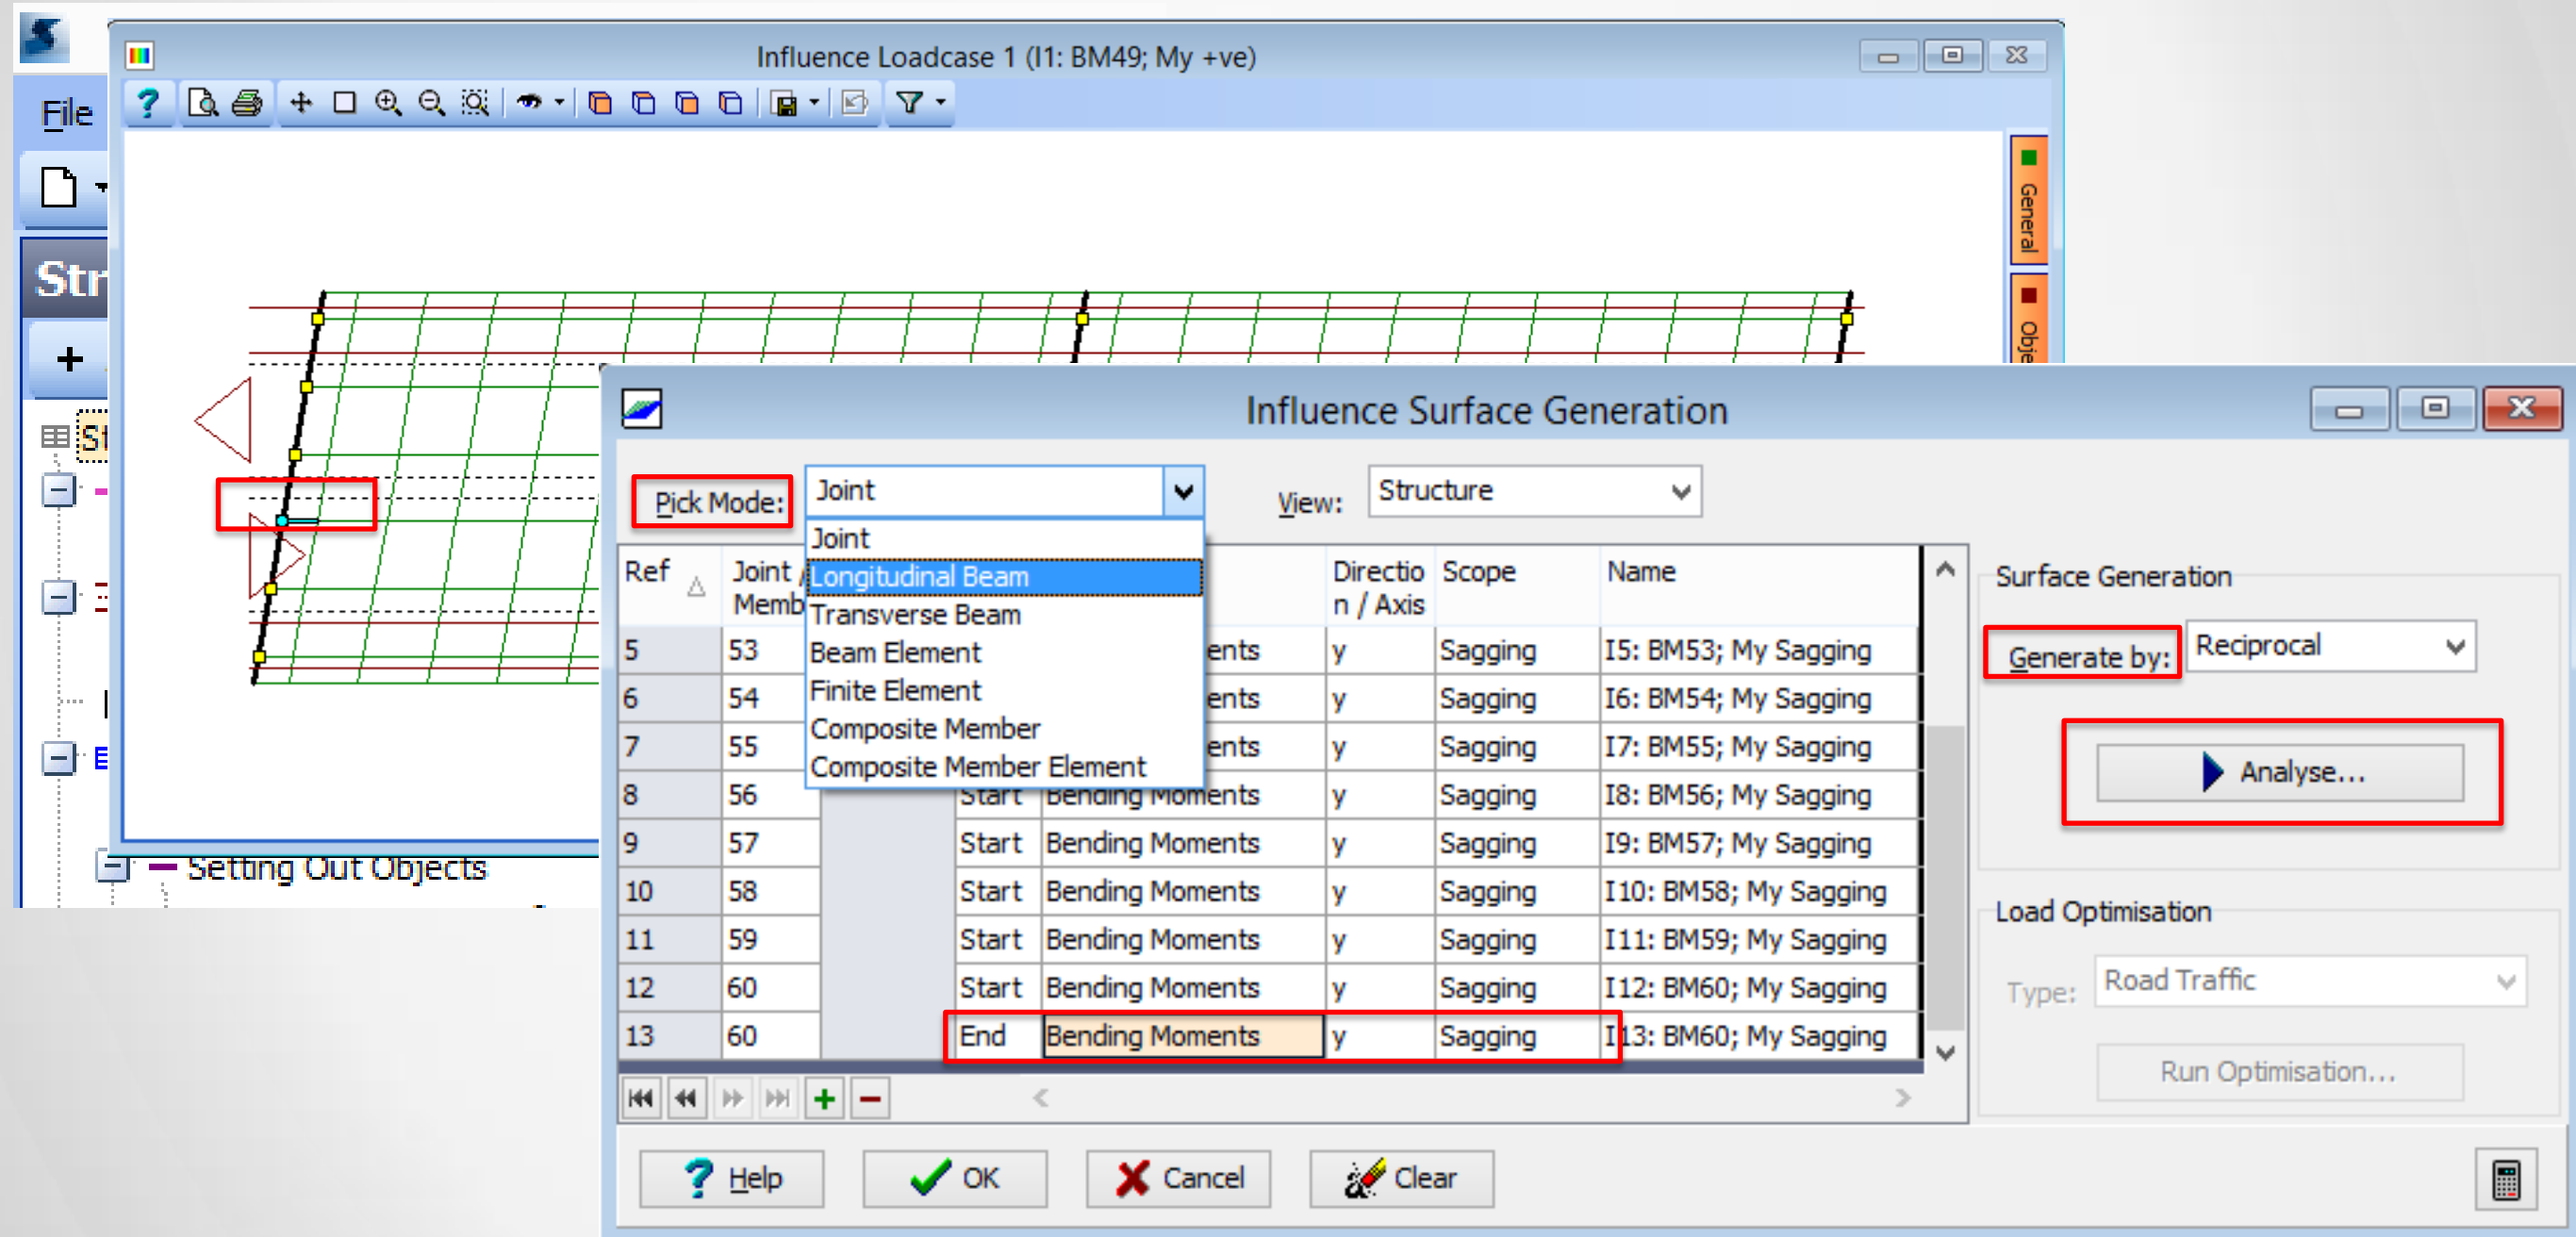 Influence Loadcase 1 (I1: BM49; My +ve)
File
General
Obje
Str
St
Setting Out Objects
Influence Surface Generation
Pick Mode: Joint View: Structure
Joint
Longitudinal Beam
Transverse Beam
Beam Element
Finite Element
Composite Member
Composite Member Element
Ref Joint / Directio Scope Name
Memb n / Axis
5 53 ents y Sagging I5: BM53; My Sagging
6 54 ents y Sagging I6: BM54; My Sagging
7 55 ents y Sagging I7: BM55; My Sagging
8 56 Start Bending Moments y Sagging I8: BM56; My Sagging
9 57 Start Bending Moments y Sagging I9: BM57; My Sagging
10 58 Start Bending Moments y Sagging I10: BM58; My Sagging
11 59 Start Bending Moments y Sagging I11: BM59; My Sagging
12 60 Start Bending Moments y Sagging I12: BM60; My Sagging
13 60 End Bending Moments y Sagging I13: BM60; My Sagging
Surface Generation
Generate by: Reciprocal
Analyse...
Load Optimisation
Type: Road Traffic
Run Optimisation...
Help OK Cancel Clear